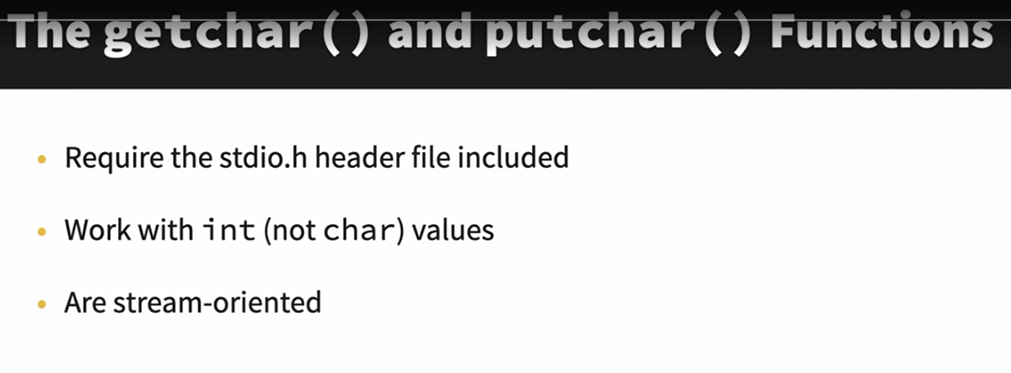 The getchar() and putchar() Functions
• Require the stdio.h header file included
• Work with int (not char) values
• Are stream-oriented